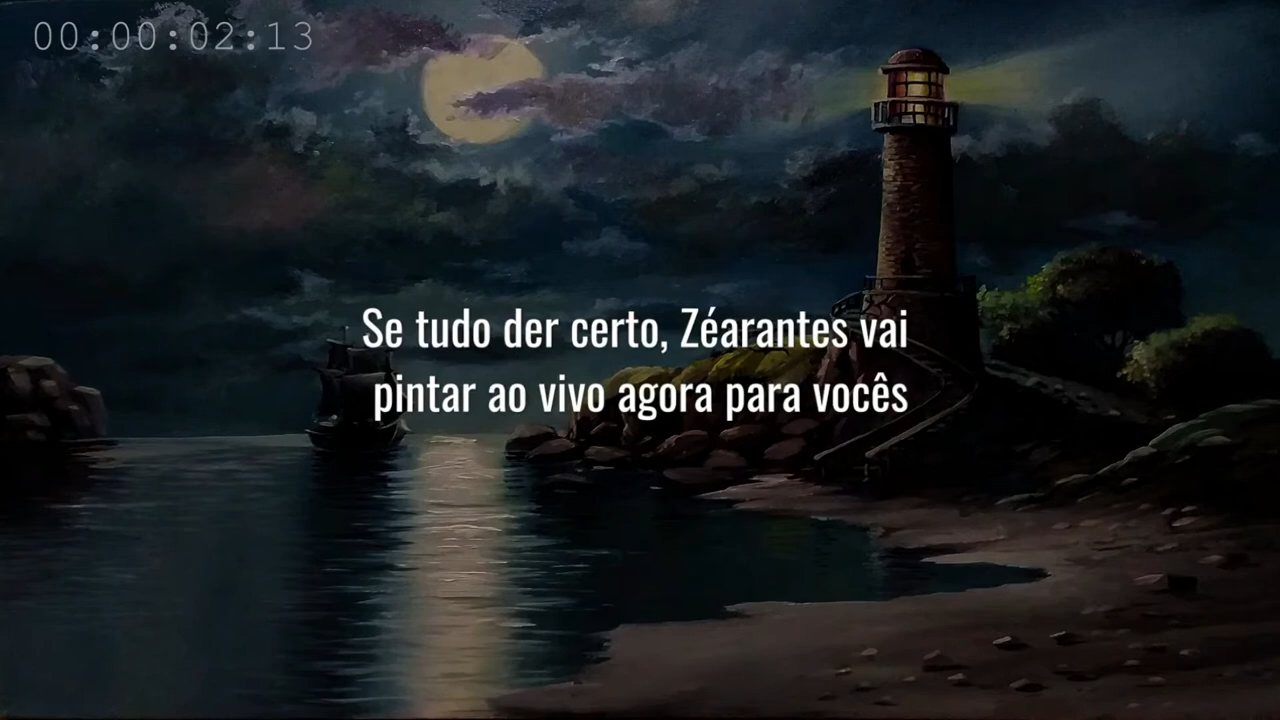 00:00:02:13
Se tudo der certo, Zéarantes vai
pintar ao vivo agora para vocês